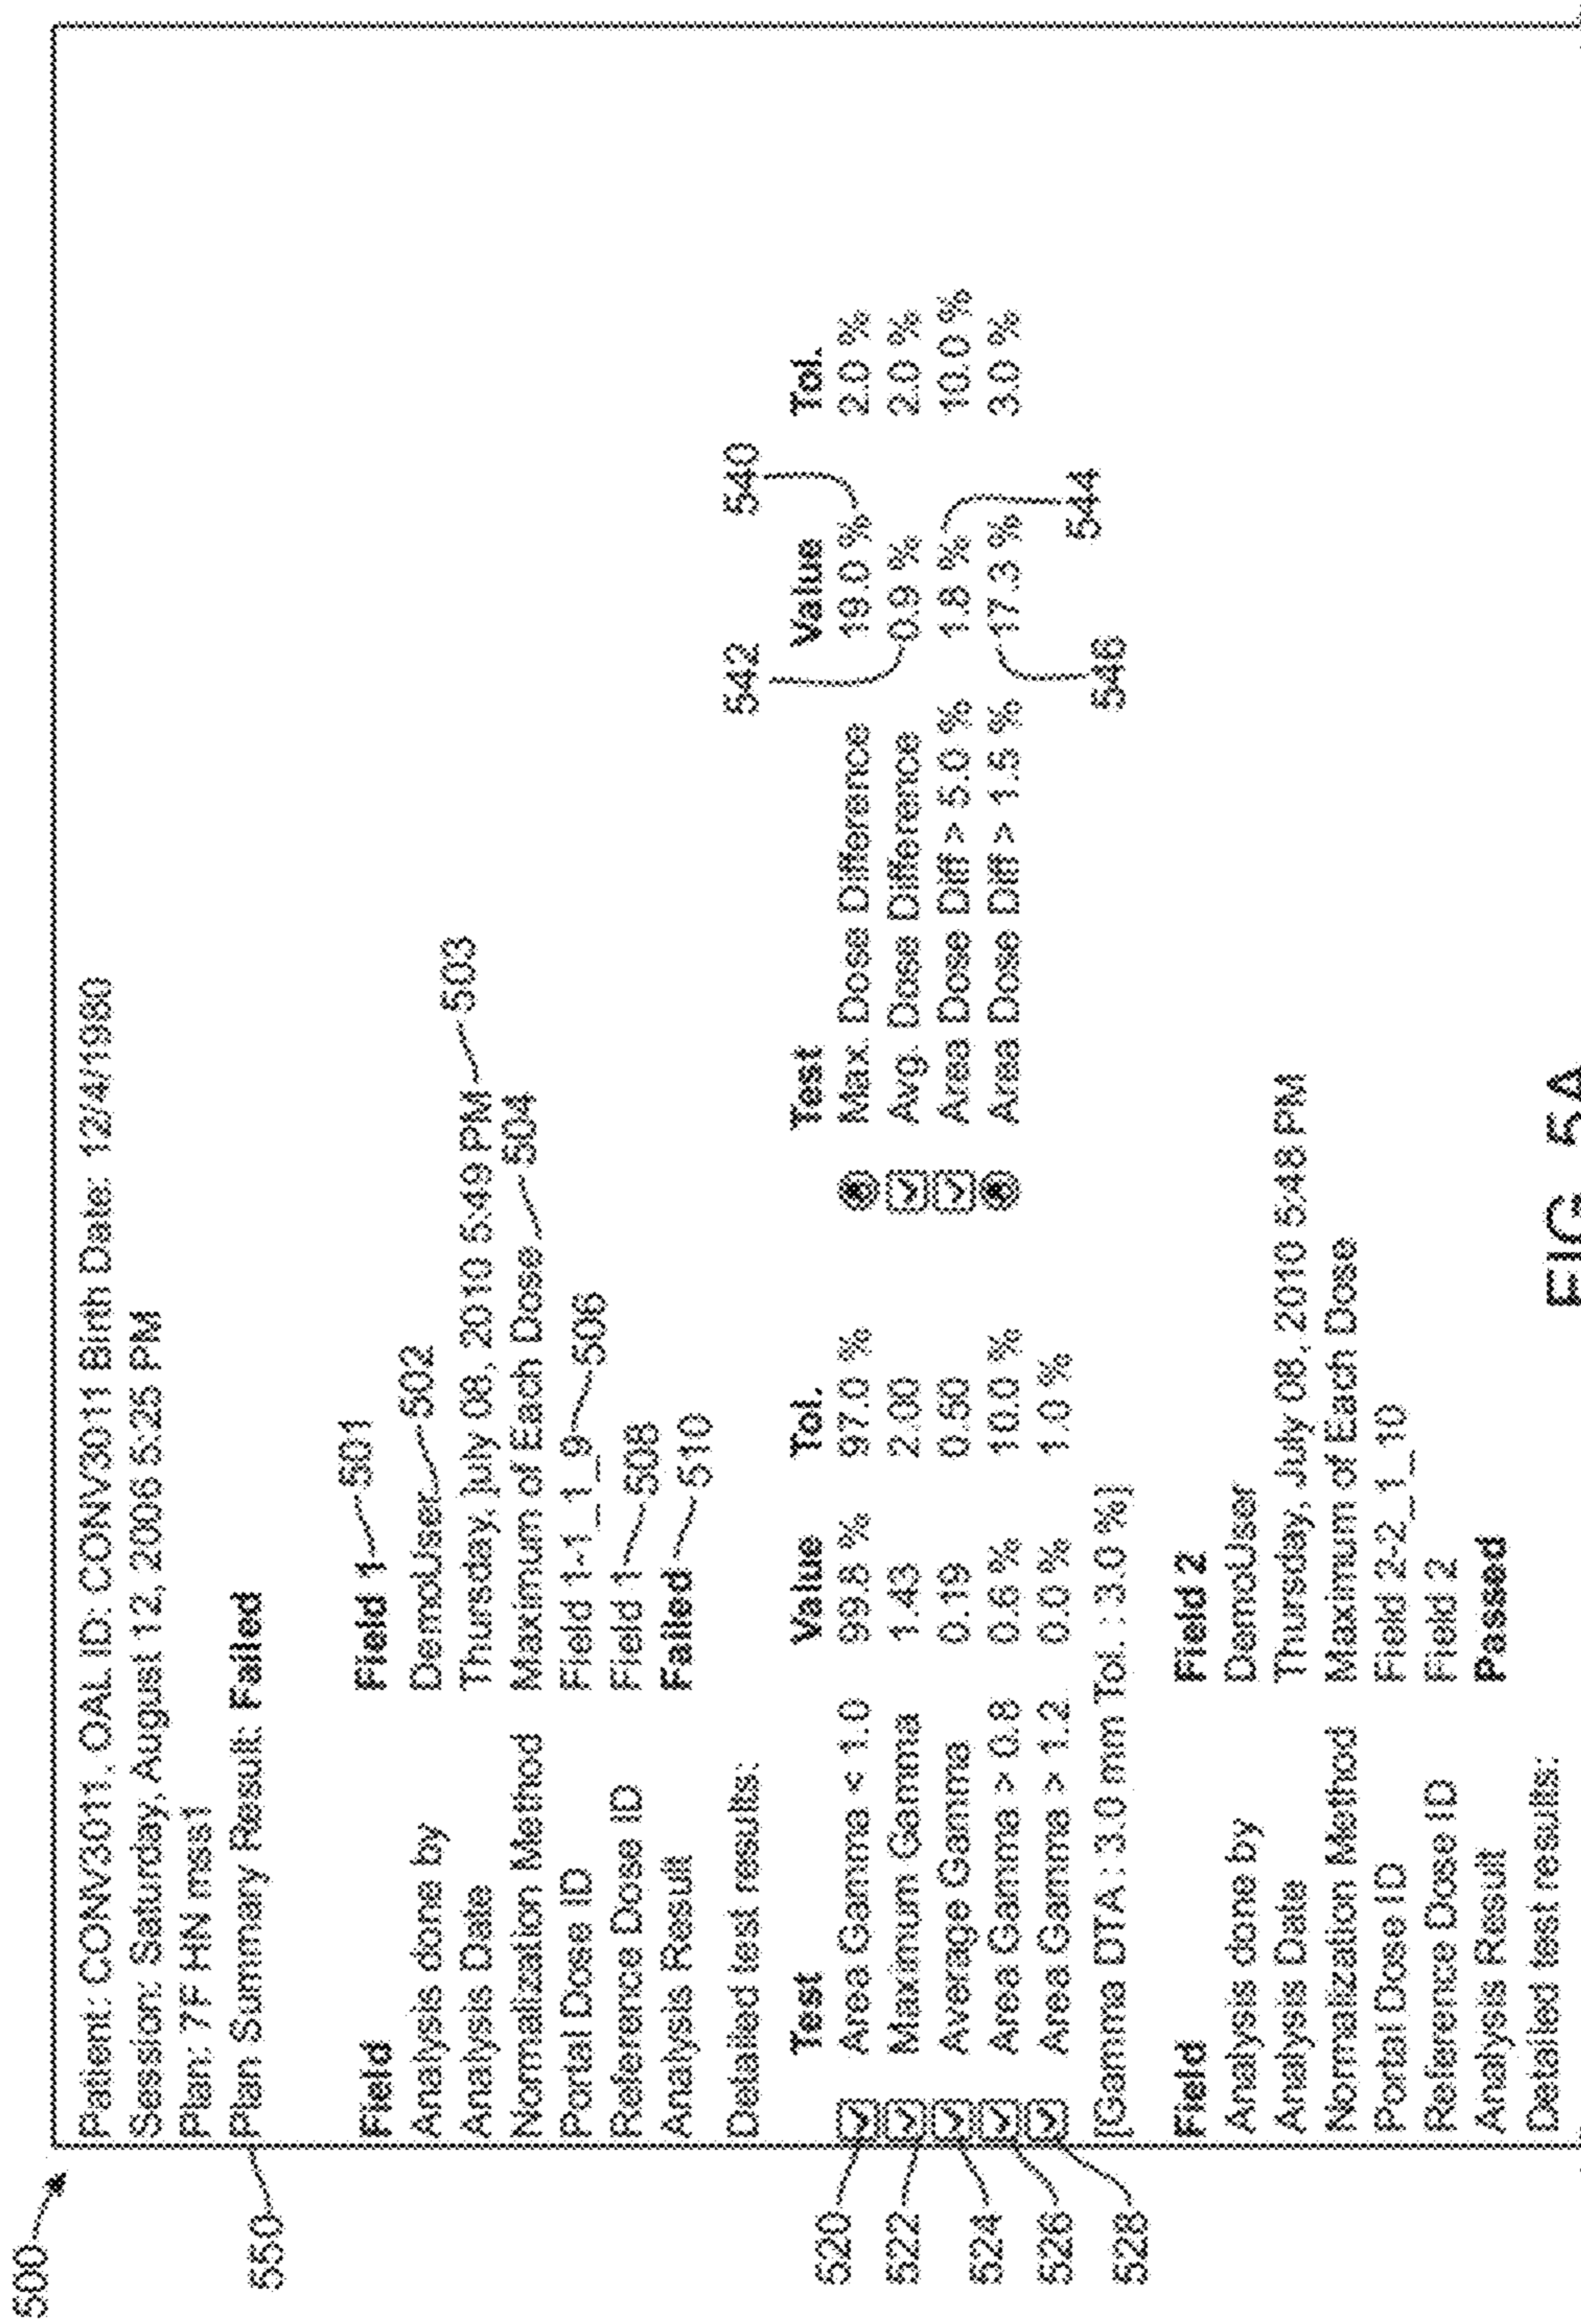 500
Patient: CONV3011, OAL ID: CONV3011 Birth Date: 12/4/1980
Session: Saturday, August 12, 2006 5:25 PM
Plan: 7F HN mss1
550 Plan Summary Result: Failed
Field Field 1 501
Analysis done by DemoUser 502
Analysis Date Thursday, July 08, 2010 5:49 PM 503
Normalization Method Maximum of Each Dose 504
Portal Dose ID Field 1-1_1_9 506
Reference Dose ID Field 1 508
Analysis Result Failed 510
Detailed test results:
542 540
Test Value Tol. Test Value Tol.
520 Area Gamma < 1.0 99.8 % 97.0 % Max. Dose Difference 19.0 % 2.0 %
522 Maximum Gamma 1.43 2.00 Avg. Dose Difference 0.9 % 2.0 %
524 Average Gamma 0.19 0.50 Area Dose Diff > 5.0 % 1.8 % 10.0 %
526 Area Gamma > 0.8 0.6 % 10.0 % Area Dose Diff > 1.5 % 17.3 % 3.0 %
528 Area Gamma > 1.2 0.0 % 1.0 %
546 544
[Gamma DTA : 3.0 mm Tol. : 3.0 %]
Field Field 2
Analysis done by DemoUser
Analysis Date Thursday, July 08, 2010 5:48 PM
Normalization Method Maximum of Each Dose
Portal Dose ID Field 2-2_1_10
Reference Dose ID Field 2
Analysis Result Passed
Detailed test results:
FIG. 5A